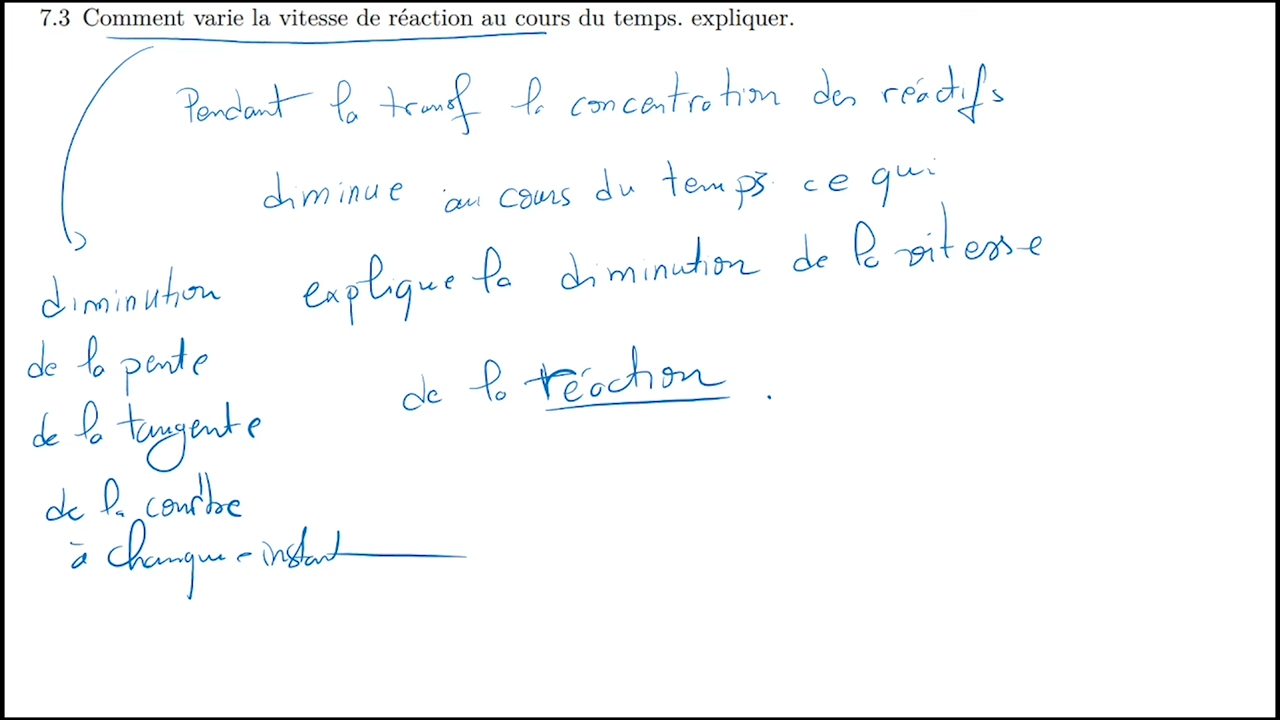 7.3 Comment varie la vitesse de réaction au cours du temps. expliquer.
Pendant la transf la concentration des réactifs
diminue au cours du temps ce qui
explique la diminution de la vitesse
de la réaction .
diminution
de la pente
de la tangente
de la courbe
à changue instant